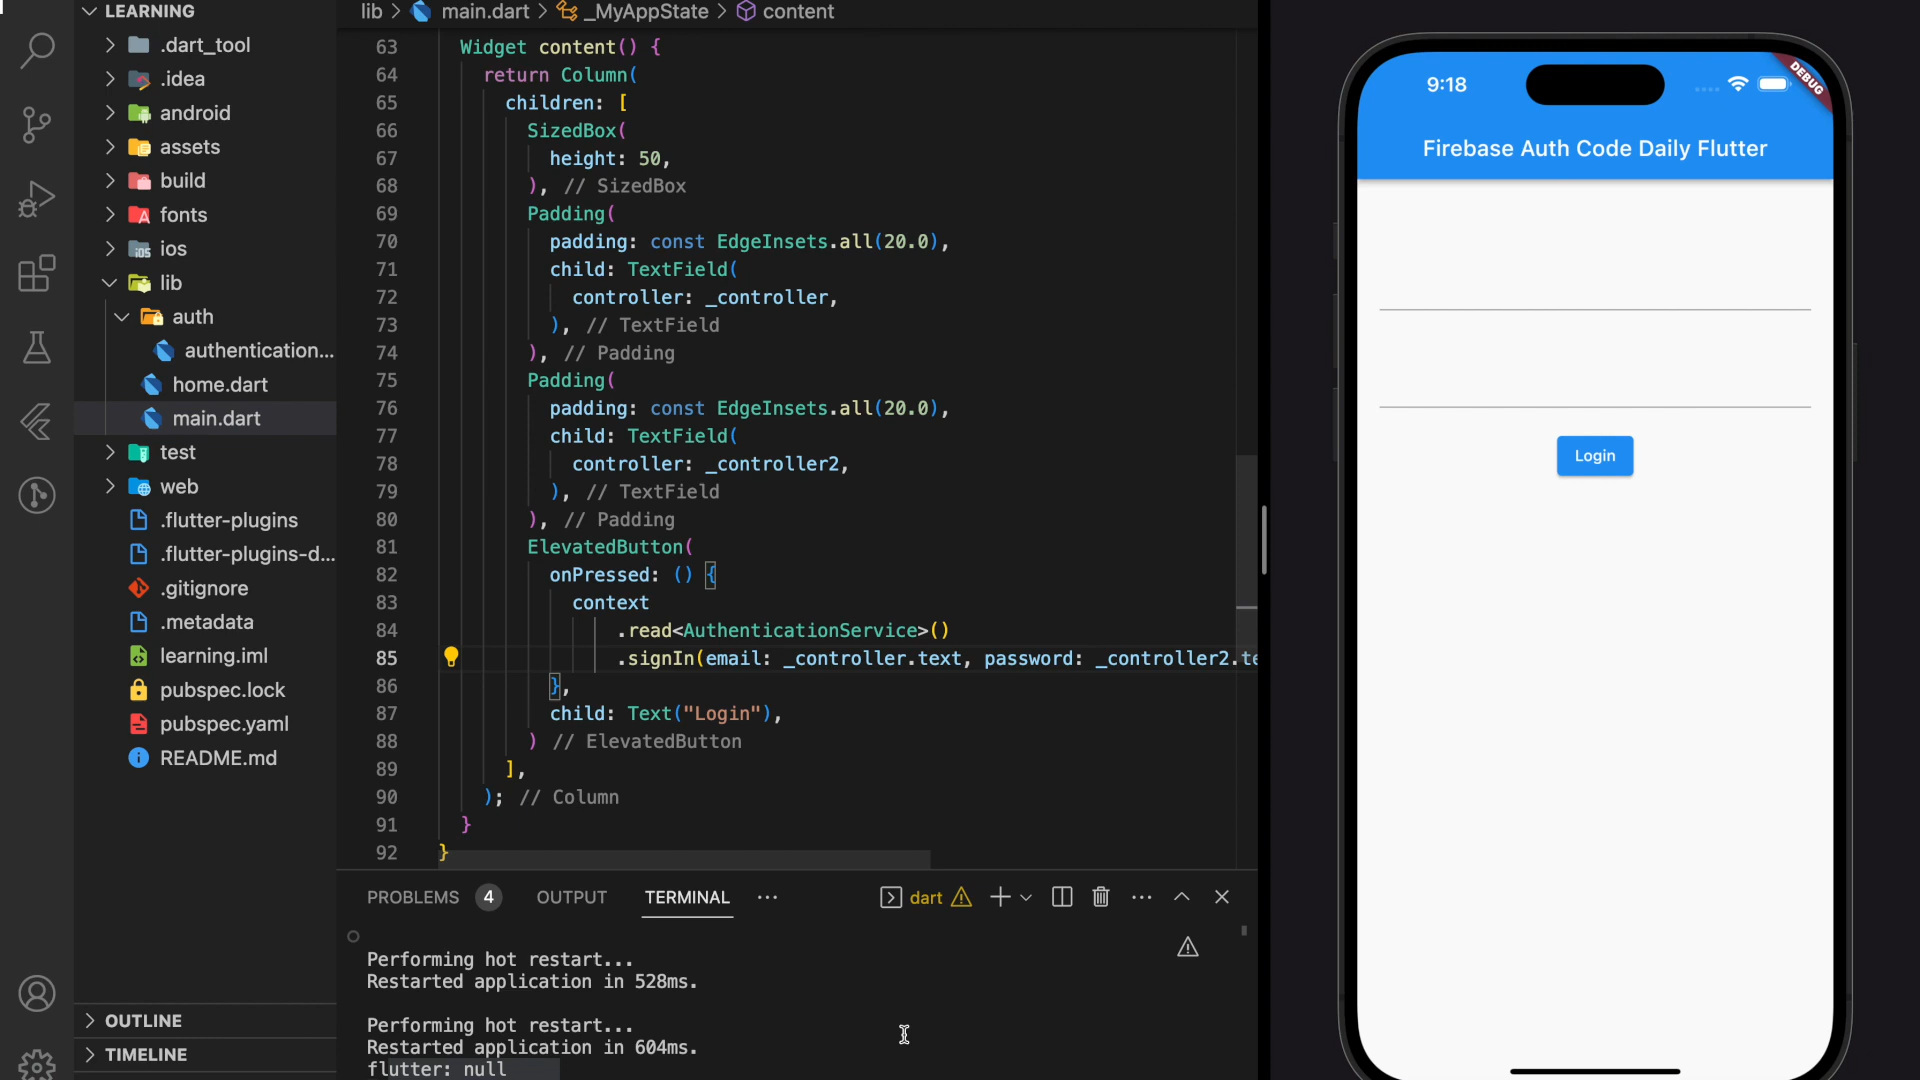 LEARNING
.dart_tool
.idea
android
assets
build
fonts
ios
lib
auth
authentication...
home.dart
main.dart
test
web
.flutter-plugins
.flutter-plugins-d...
.gitignore
.metadata
learning.iml
pubspec.lock
pubspec.yaml
README.md
OUTLINE
TIMELINE
lib > main.dart > _MyAppState > content
63 Widget content() {
64 return Column(
65 children: [
66 SizedBox(
67 height: 50,
68 ), // SizedBox
69 Padding(
70 padding: const EdgeInsets.all(20.0),
71 child: TextField(
72 controller: _controller,
73 ), // TextField
74 ), // Padding
75 Padding(
76 padding: const EdgeInsets.all(20.0),
77 child: TextField(
78 controller: _controller2,
79 ), // TextField
80 ), // Padding
81 ElevatedButton(
82 onPressed: () {
83 context
84 .read<AuthenticationService>()
85 .signIn(email: _controller.text, password: _controller2.te
86 },
87 child: Text("Login"),
88 ) // ElevatedButton
89 ],
90 ); // Column
91 }
92 }
PROBLEMS 4 OUTPUT TERMINAL ... dart
Performing hot restart...
Restarted application in 528ms.
Performing hot restart...
Restarted application in 604ms.
flutter: null
9:18
DEBUG
Firebase Auth Code Daily Flutter
Login